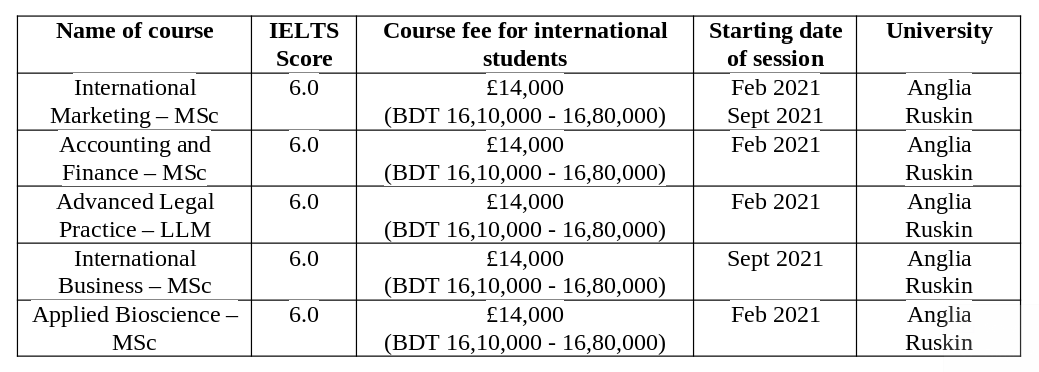 Name of course IELTS Score Course fee for international students Starting date of session University
International Marketing – MSc 6.0 £14,000 (BDT 16,10,000 - 16,80,000) Feb 2021 Sept 2021 Anglia Ruskin
Accounting and Finance – MSc 6.0 £14,000 (BDT 16,10,000 - 16,80,000) Feb 2021 Anglia Ruskin
Advanced Legal Practice – LLM 6.0 £14,000 (BDT 16,10,000 - 16,80,000) Feb 2021 Anglia Ruskin
International Business – MSc 6.0 £14,000 (BDT 16,10,000 - 16,80,000) Sept 2021 Anglia Ruskin
Applied Bioscience – MSc 6.0 £14,000 (BDT 16,10,000 - 16,80,000) Feb 2021 Anglia Ruskin